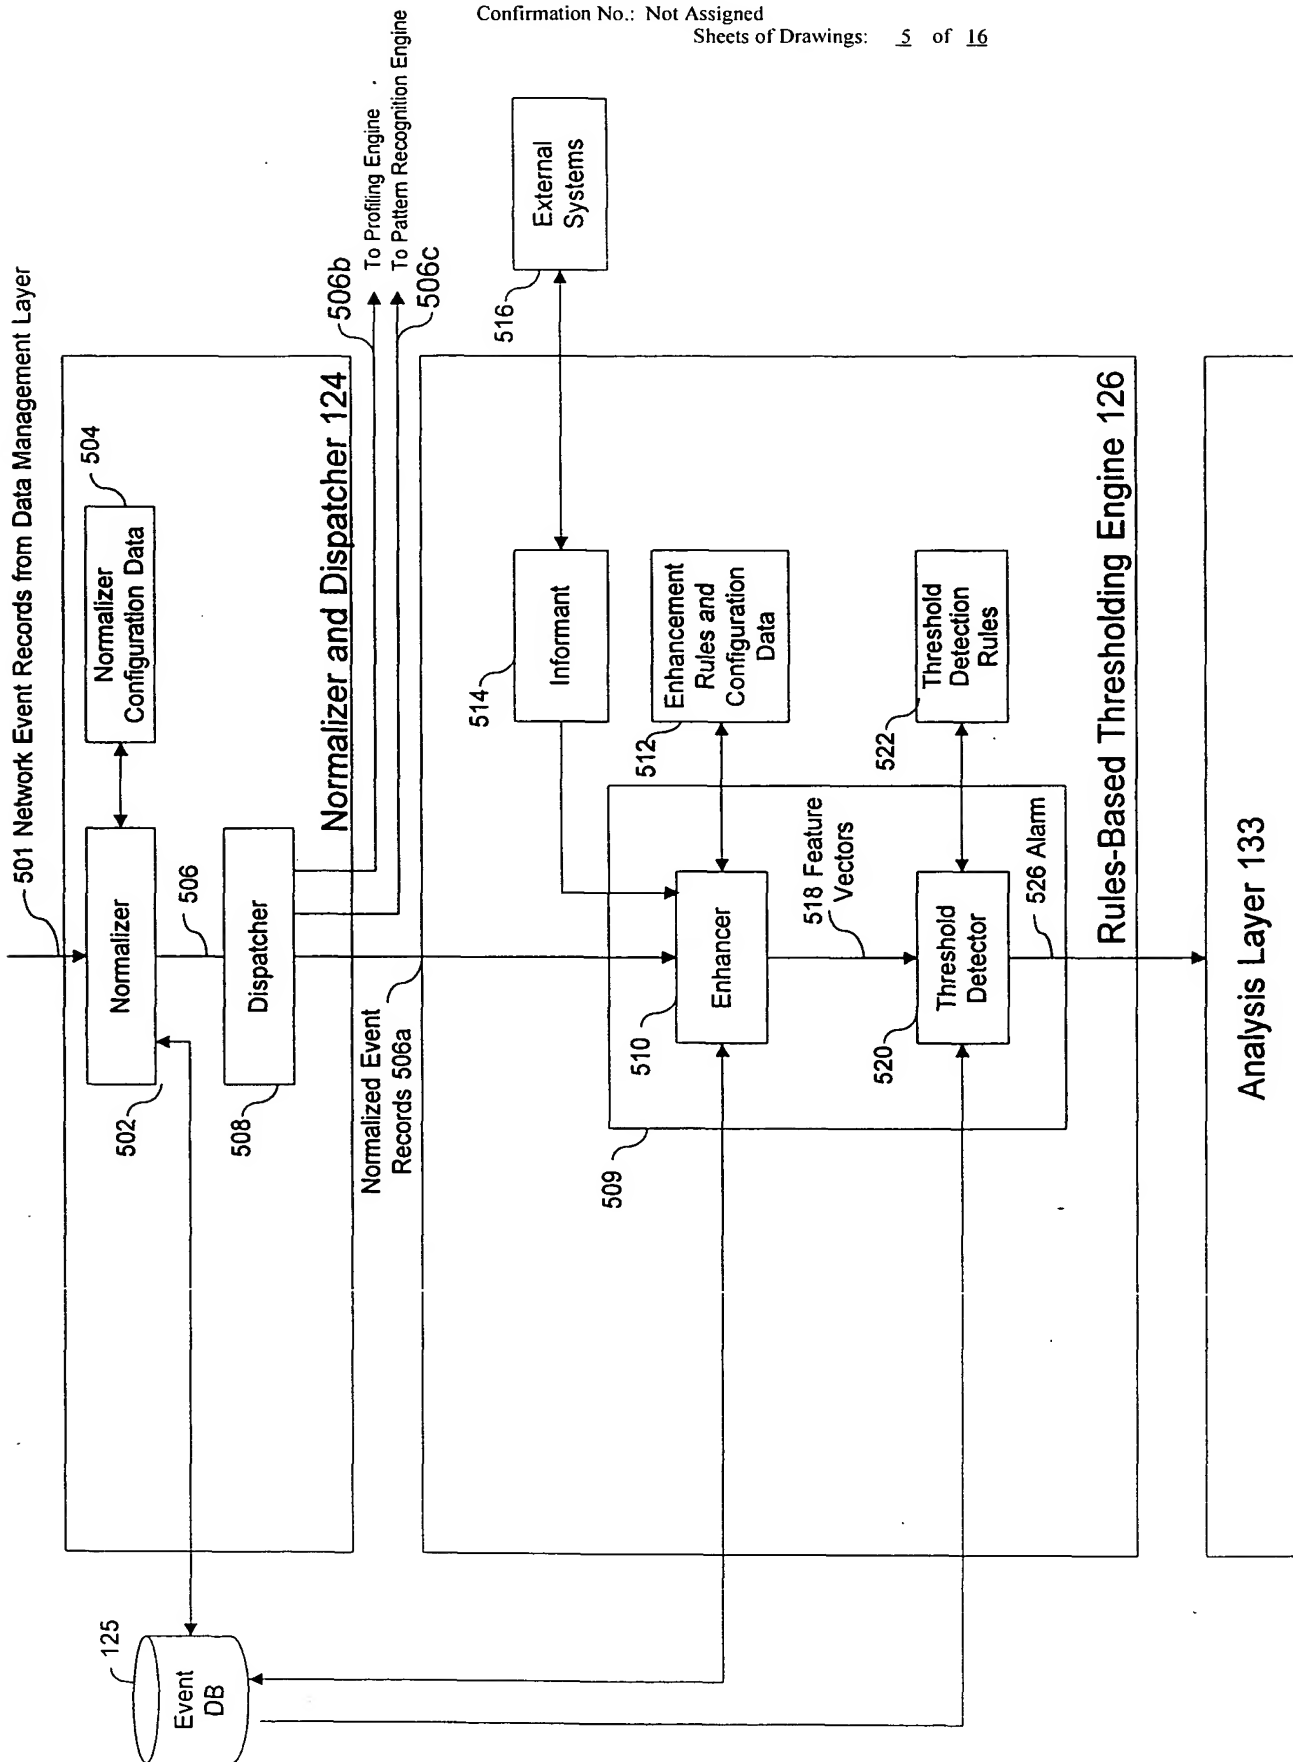 Confirmation No.: Not Assigned
Sheets of Drawings: 5 of 16
501 Network Event Records from Data Management Layer
Normalizer
502
Normalizer
Configuration Data
504
506
Dispatcher
508
Normalizer and Dispatcher 124
506b
To Profiling Engine
To Pattern Recognition Engine
506c
Event
DB
125
Normalized Event
Records 506a
External
Systems
516
Informant
514
Enhancement
Rules and
Configuration
Data
512
Enhancer
510
509
518 Feature
Vectors
Threshold
Detector
520
Threshold
Detection
Rules
522
526 Alarm
Rules-Based Thresholding Engine 126
Analysis Layer 133